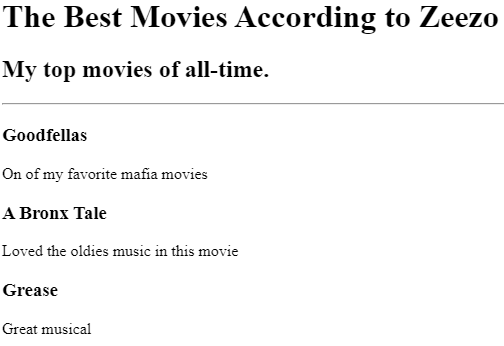 The Best Movies According to Zeezo
My top movies of all-time.
Goodfellas
On of my favorite mafia movies
A Bronx Tale
Loved the oldies music in this movie
Grease
Great musical